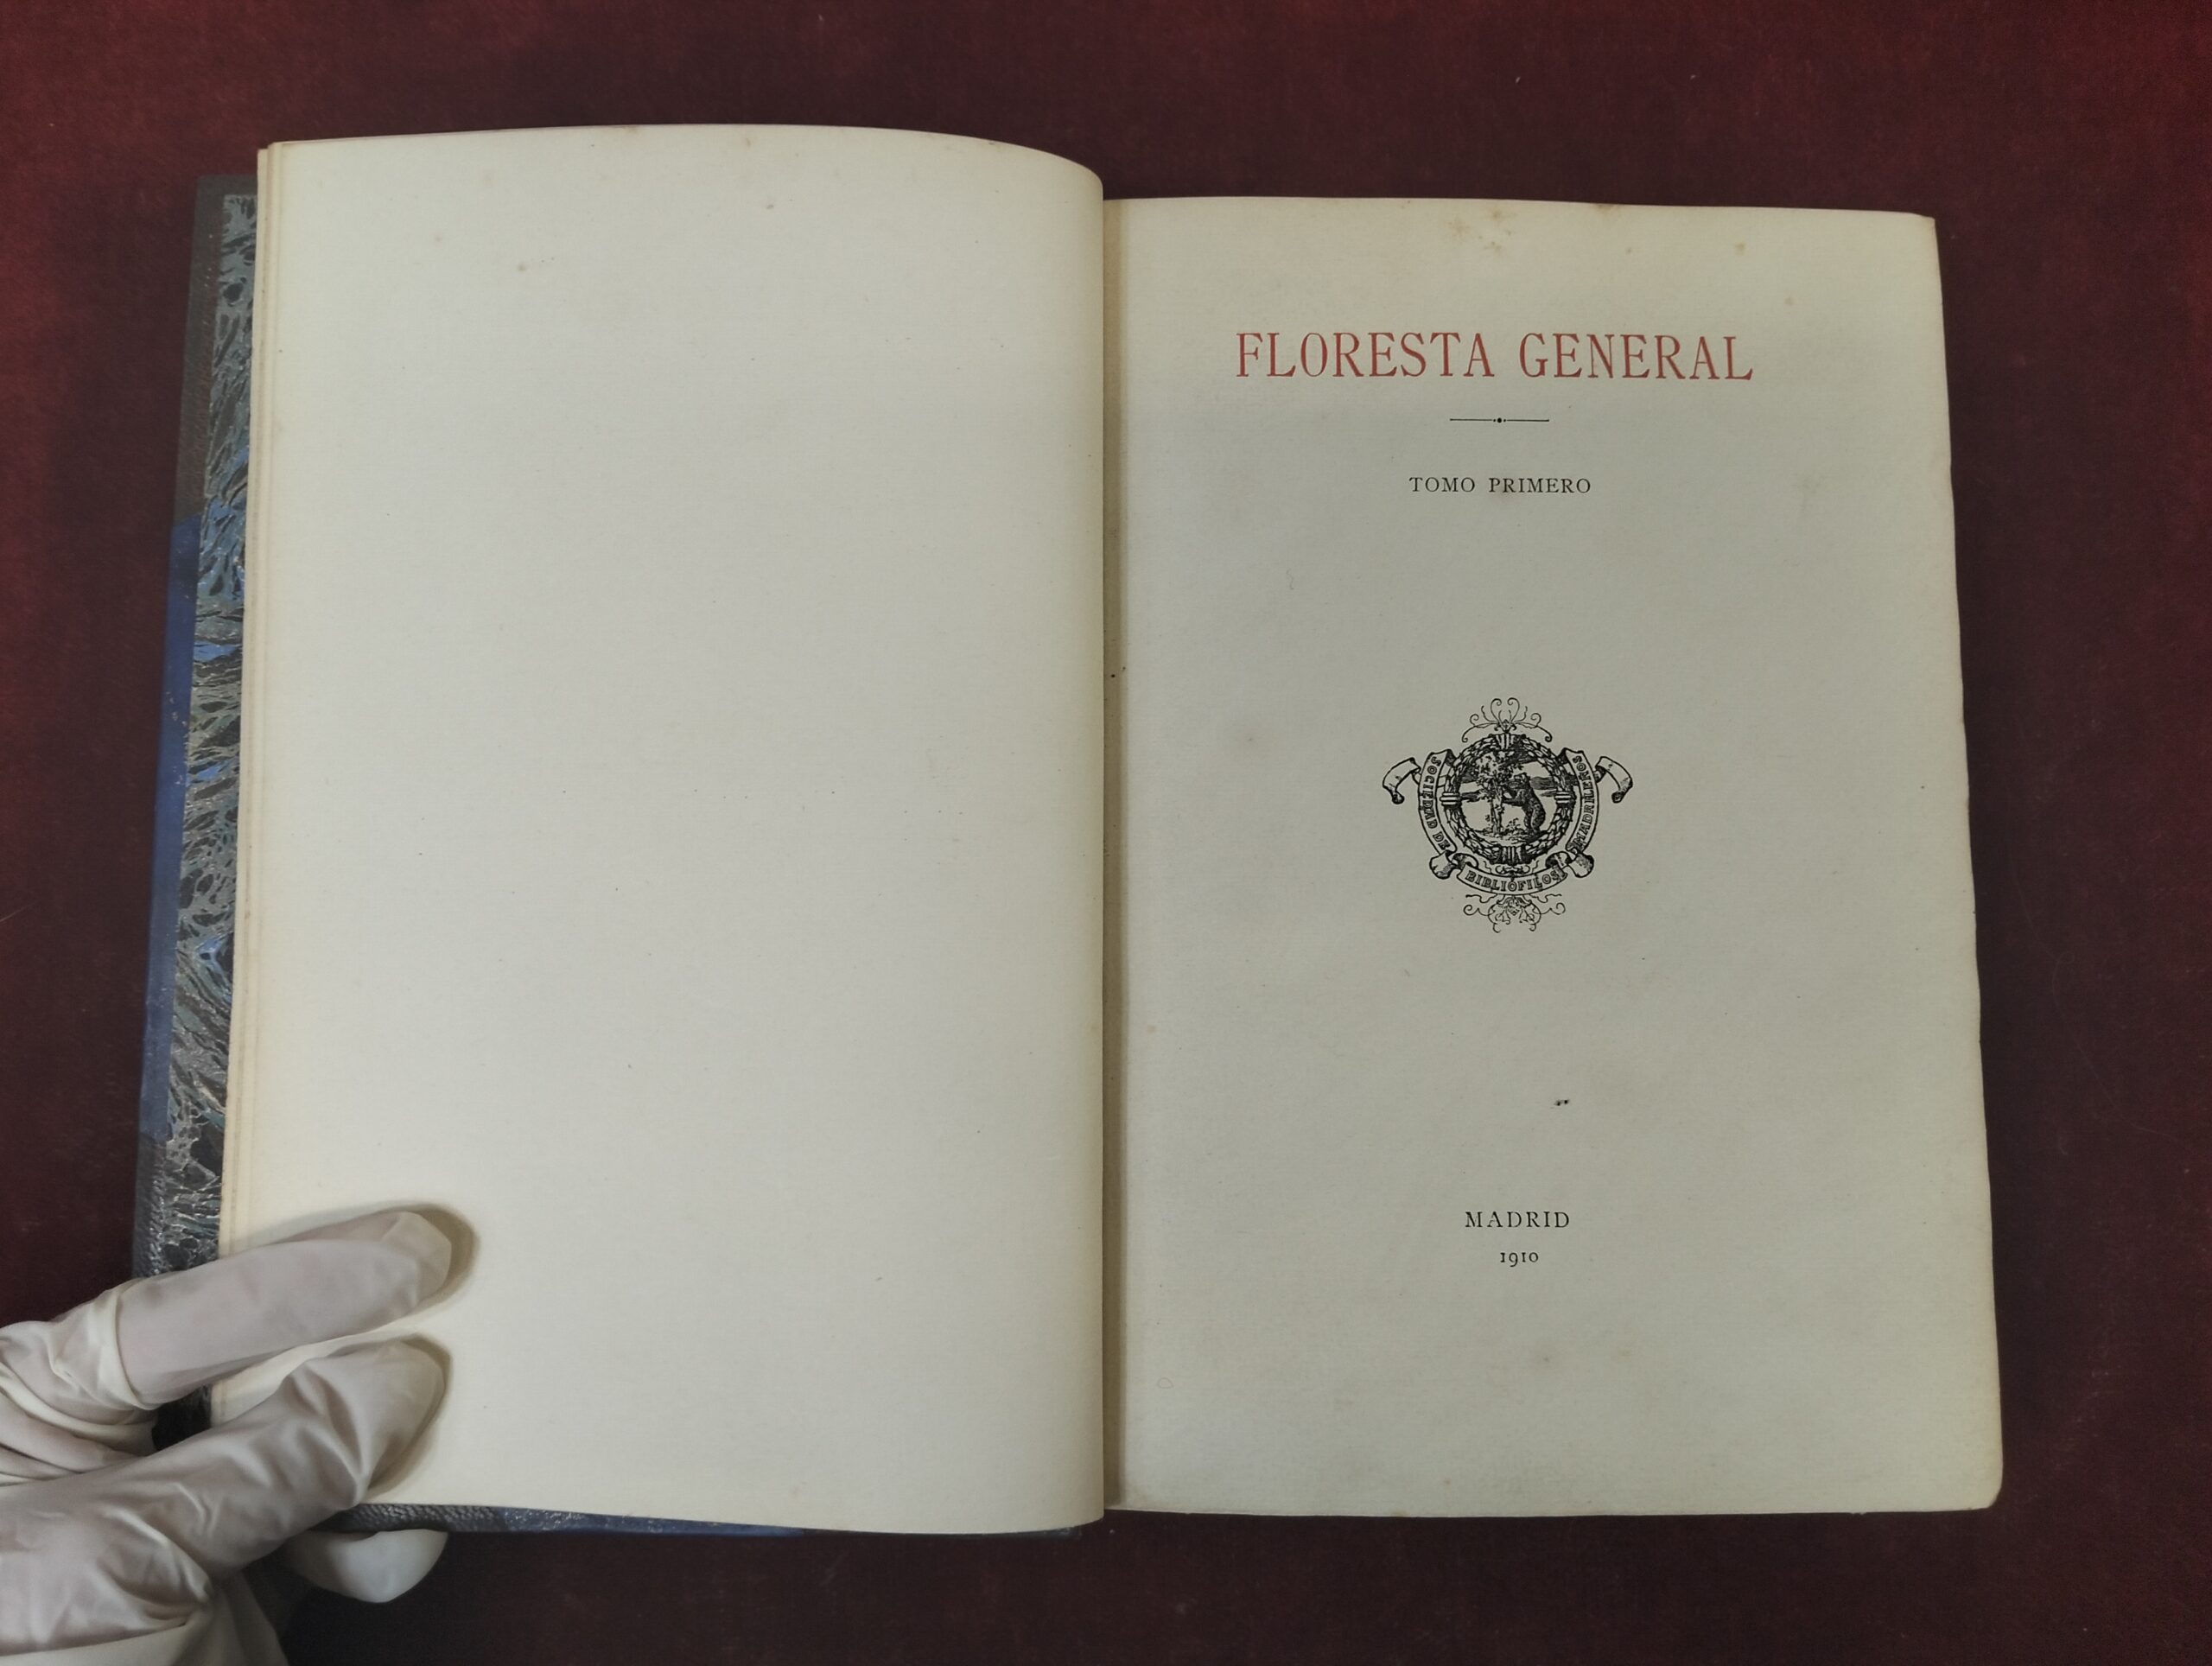 FLORESTA GENERAL
TOMO PRIMERO
SOCIEDAD DE
BIBLIÓFILOS
MADRILEÑOS
MADRID
1910